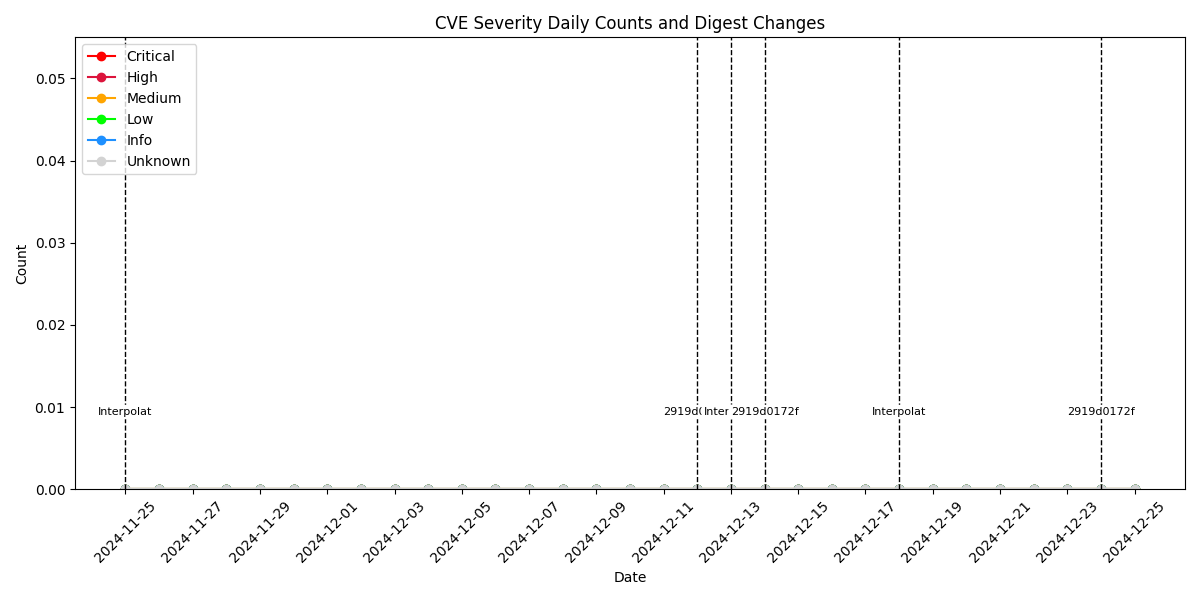 CVE Severity Daily Counts and Digest Changes
Critical
High
Medium
Low
Info
Unknown
0.05
0.04
0.03
0.02
0.01
0.00
Count
Interpolat
2919d(
Inter
2919d0172f
Interpolat
2919d0172f
2024-11-25
2024-11-27
2024-11-29
2024-12-01
2024-12-03
2024-12-05
2024-12-07
2024-12-09
2024-12-11
2024-12-13
2024-12-15
2024-12-17
2024-12-19
2024-12-21
2024-12-23
2024-12-25
Date